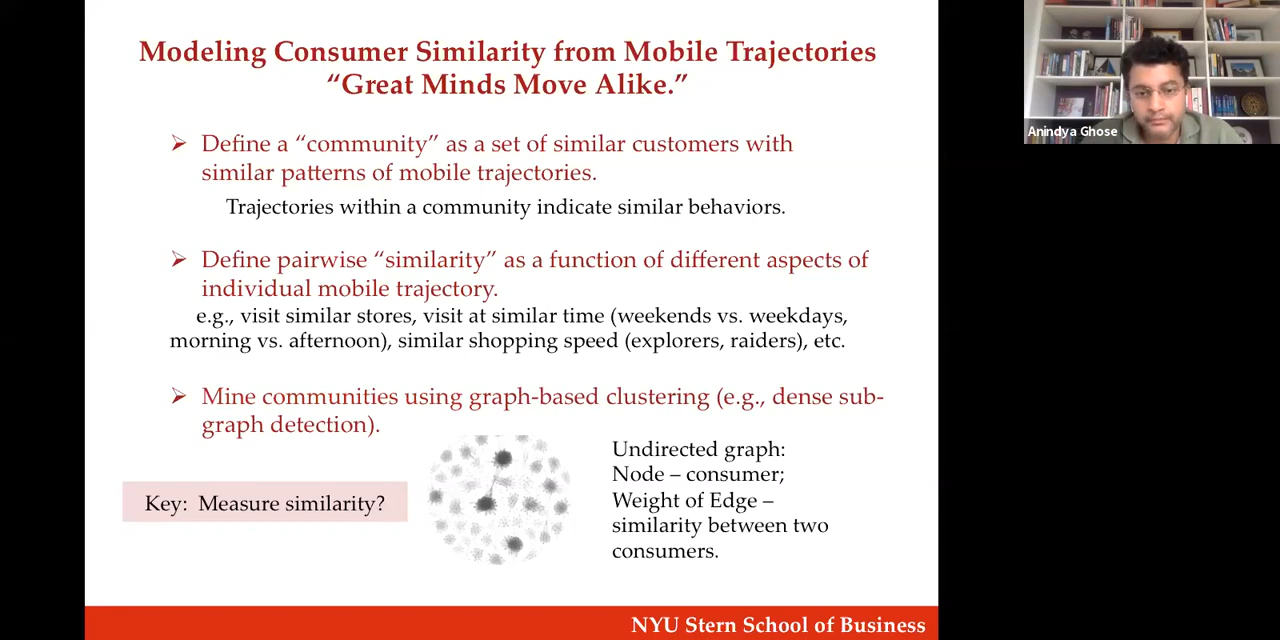 Modeling Consumer Similarity from Mobile Trajectories
“Great Minds Move Alike.”
➢ Define a “community” as a set of similar customers with
similar patterns of mobile trajectories.
Trajectories within a community indicate similar behaviors.
➢ Define pairwise “similarity” as a function of different aspects of
individual mobile trajectory.
e.g., visit similar stores, visit at similar time (weekends vs. weekdays,
morning vs. afternoon), similar shopping speed (explorers, raiders), etc.
➢ Mine communities using graph-based clustering (e.g., dense sub-
graph detection).
Undirected graph:
Node – consumer;
Weight of Edge –
similarity between two
consumers.
Key: Measure similarity?
NYU Stern School of Business
Anindya Ghose